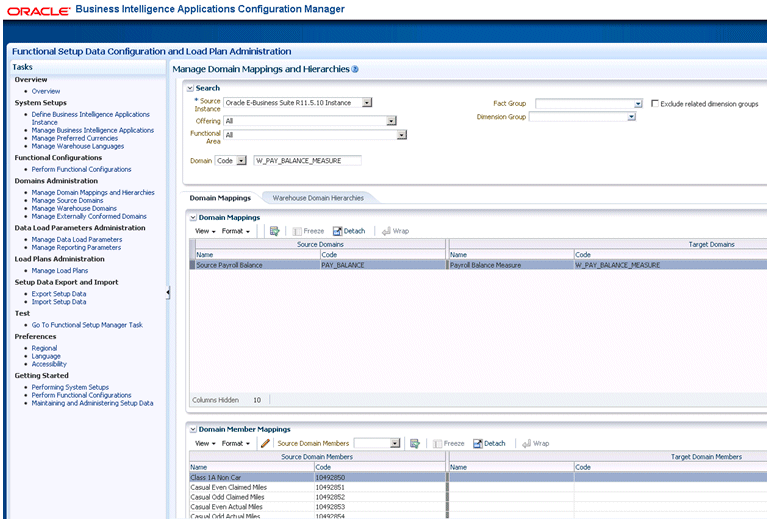 ORACLE Business Intelligence Applications Configuration Manager
Functional Setup Data Configuration and Load Plan Administration
Tasks
Overview
Overview
System Setups
Define Business Intelligence Applications
Instance
Manage Business Intelligence Applications
Manage Preferred Currencies
Manage Warehouse Languages
Functional Configurations
Perform Functional Configurations
Domains Administration
Manage Domain Mappings and Hierarchies
Manage Source Domains
Manage Warehouse Domains
Manage Externally Conformed Domains
Data Load Parameters Administration
Manage Data Load Parameters
Manage Reporting Parameters
Load Plans Administration
Manage Load Plans
Setup Data Export and Import
Export Setup Data
Import Setup Data
Test
Go To Functional Setup Manager Task
Preferences
Regional
Language
Accessibility
Getting Started
Performing System Setups
Perform Functional Configurations
Maintaining and Administering Setup Data
Manage Domain Mappings and Hierarchies
Search
* Source Instance Oracle E-Business Suite R11.5.10 Instance
Offering All
Functional Area All
Domain Code W_PAY_BALANCE_MEASURE
Fact Group
Exclude related dimension groups
Dimension Group
Domain Mappings Warehouse Domain Hierarchies
Domain Mappings
View Format Freeze Detach Wrap
Source Domains Target Domains
Name Code Name Code
Source Payroll Balance PAY_BALANCE Payroll Balance Measure W_PAY_BALANCE_MEASURE
Columns Hidden 10
Domain Member Mappings
View Format Source Domain Members Freeze Detach Wrap
Source Domain Members Target Domain Members
Name Code Name Code
Class 1A Non Car 10492850
Casual Even Claimed Miles 10492851
Casual Odd Claimed Miles 10492852
Casual Even Actual Miles 10492853
Casual Odd Actual Miles 10492854